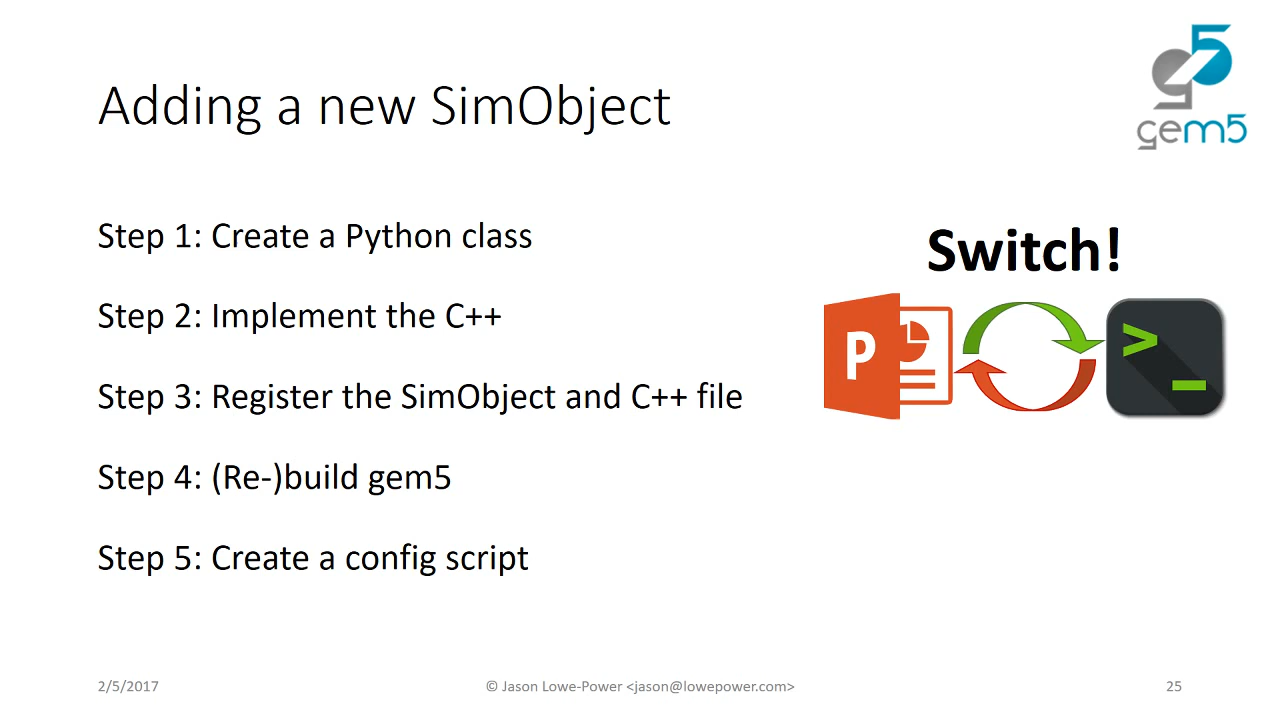 Adding a new SimObject
gem5
Step 1: Create a Python class
Step 2: Implement the C++
Step 3: Register the SimObject and C++ file
Step 4: (Re-)build gem5
Step 5: Create a config script
Switch!
P
>_
2/5/2017
© Jason Lowe-Power <jason@lowepower.com>
25